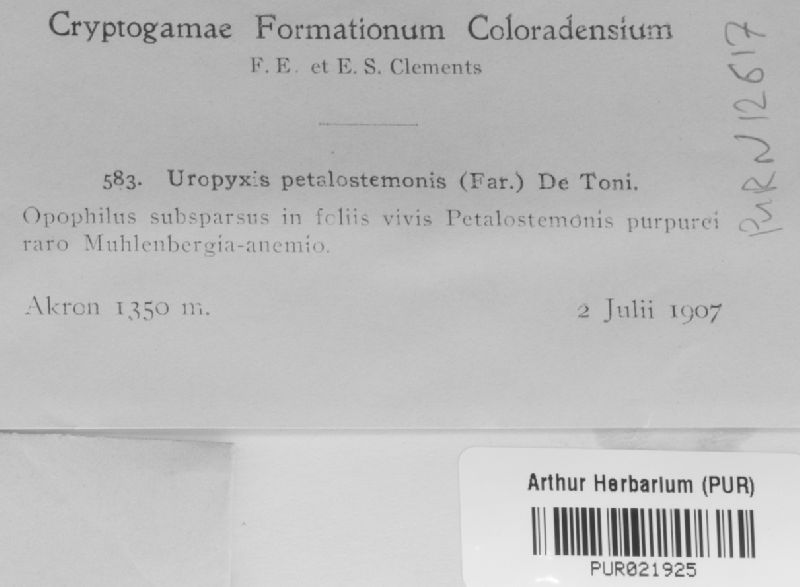 Cryptogamae Formationum Coloradensium
F. E. et E. S. Clements
583. Uropyxis petalostemonis (Far.) De Toni.
Opophilus subsparsus in foliis vivis Petalostemonis purpurei
raro Muhlenbergia-anemio.
Akron 1350 m. 2 Julii 1907
PUR N12617
Arthur Herbarium (PUR)
PUR021925